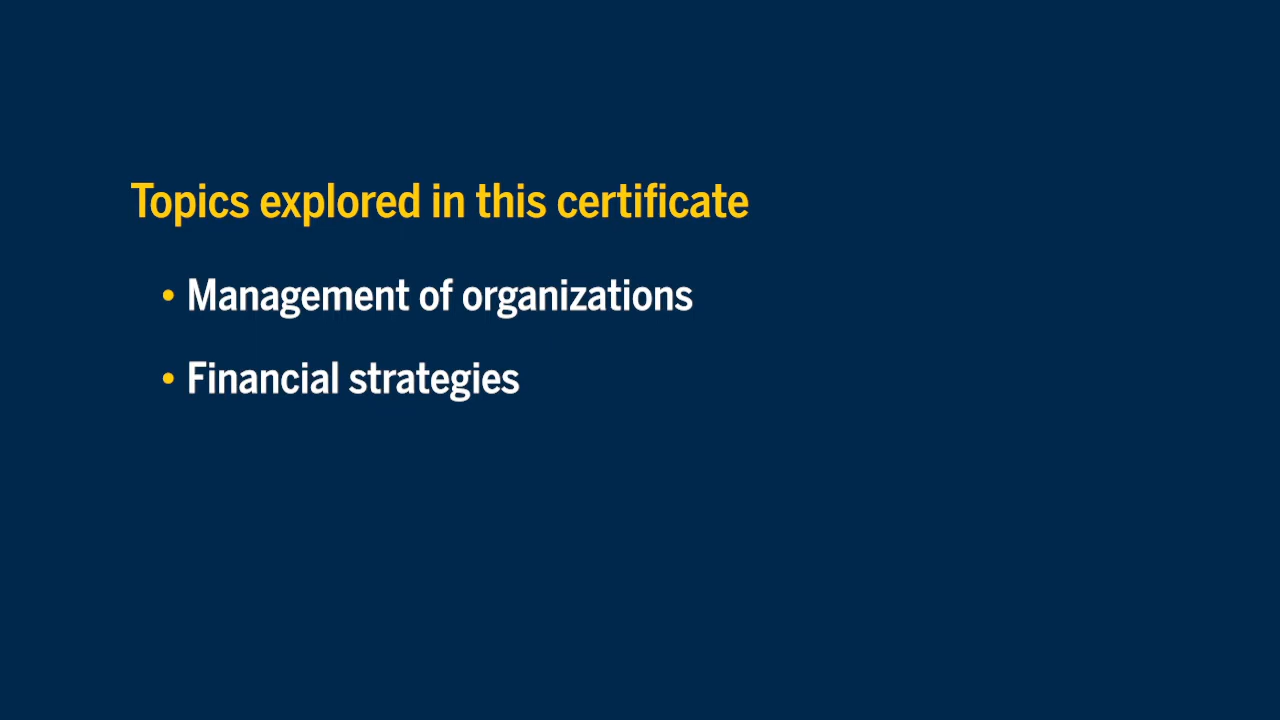 Topics explored in this certificate
• Management of organizations
• Financial strategies